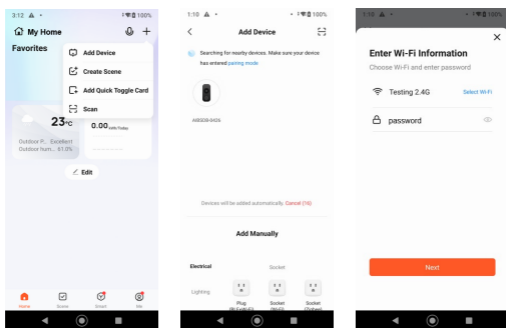 3:12
100%
My Home
Favorites
Add Device
Create Scene
Add Quick Toggle Card
Scan
23°C
0.00
Outdoor P... Excellent
Outdoor hum... 61.0%
Edit
Home
Scene
Smart
Me
1:10
100%
Add Device
Searching for nearby devices. Make sure your device
has entered pairing mode
Devices will be added automatically. Cancel (16)
Add Manually
Electrical
Socket
Lighting
Plug
Socket
Socket
1:10
100%
Enter Wi-Fi Information
Choose Wi-Fi and enter password
Testing 2.4G
Select Wi-Fi
password
Next